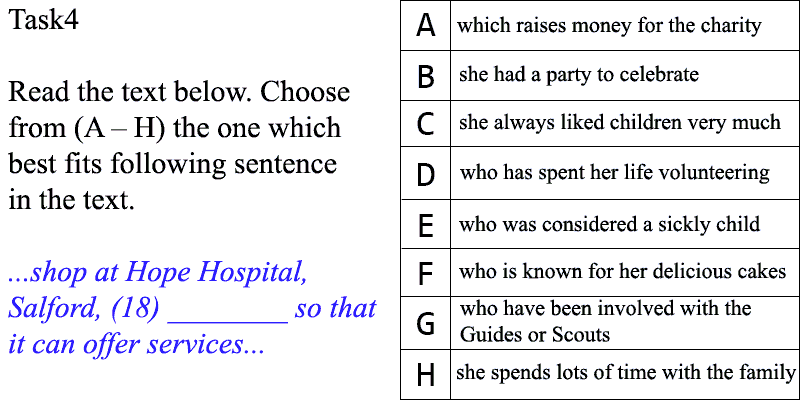 Task4
Read the text below. Choose
from (A – H) the one which
best fits following sentence
in the text.
...shop at Hope Hospital,
Salford, (18) ________ so that
it can offer services...
A which raises money for the charity
B she had a party to celebrate
C she always liked children very much
D who has spent her life volunteering
E who was considered a sickly child
F who is known for her delicious cakes
G who have been involved with the
Guides or Scouts
H she spends lots of time with the family